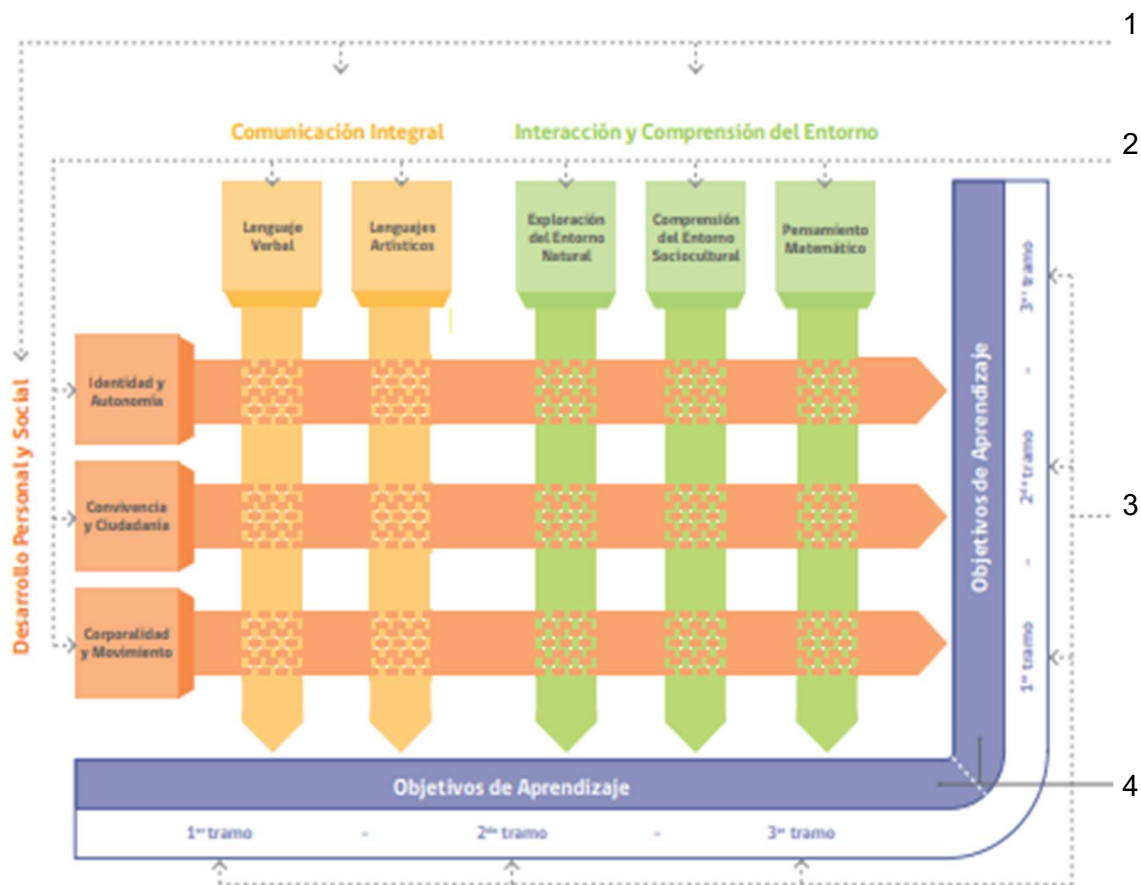 1
Comunicación Integral
Interacción y Comprensión del Entorno
2
Lenguaje
Verbal
Lenguajes
Artísticos
Exploración
del Entorno
Natural
Comprensión
del Entorno
Sociocultural
Pensamiento
Matemático
Desarrollo Personal y Social
Identidad y
Autonomía
Convivencia
y Ciudadanía
Corporalidad
y Movimiento
Objetivos de Aprendizaje
1er tramo - 2do tramo - 3er tramo
3
4
Objetivos de Aprendizaje
1er tramo - 2do tramo - 3er tramo